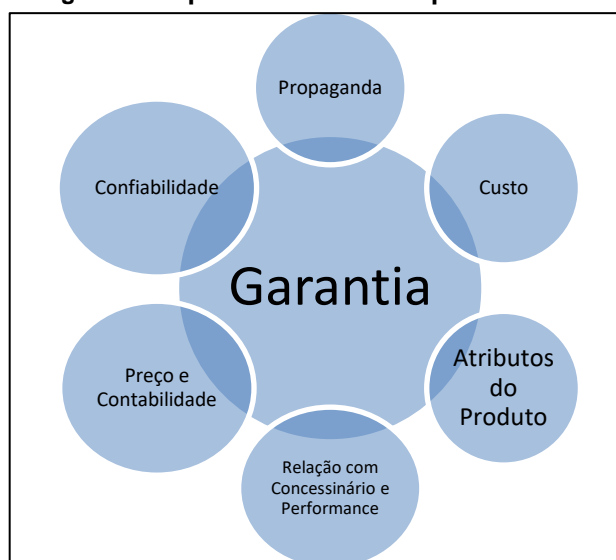 Propaganda
Confiabilidade
Custo
Garantia
Atributos
do
Produto
Preço e
Contabilidade
Relação com
Concessinário e
Performance